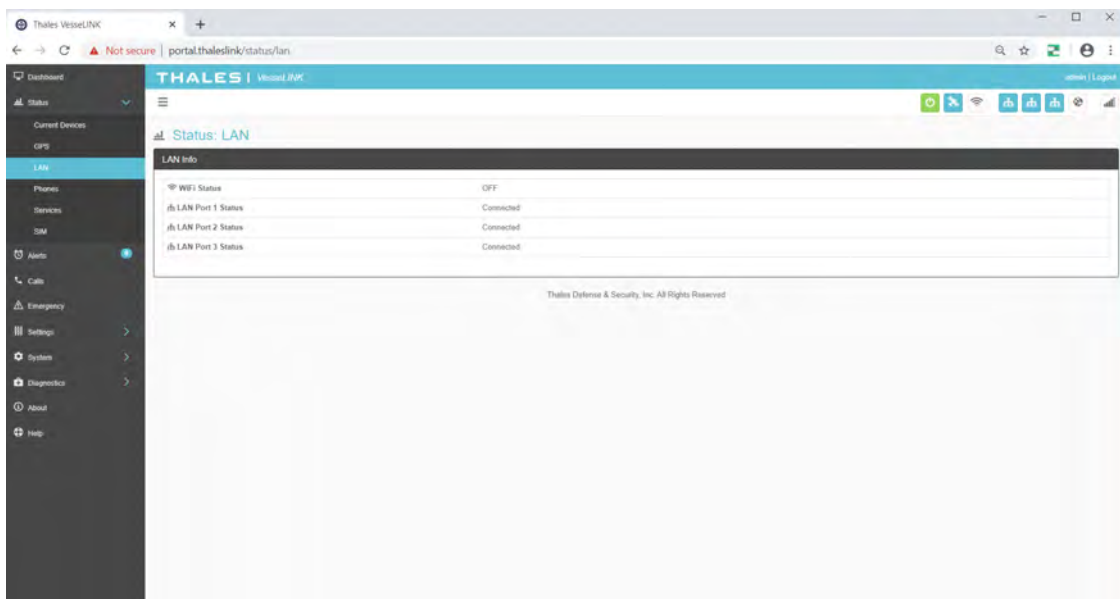 Thales VesseLINK
Not secure | portal.thaleslink/status/lan
THALES | VesseLINK
admin | Logout
Dashboard
Status
Current Devices
GPS
LAN
Phones
Services
SIM
Alerts
Calls
Emergency
Settings
System
Diagnostics
About
Help
Status: LAN
LAN Info
WiFi Status OFF
LAN Port 1 Status Connected
LAN Port 2 Status Connected
LAN Port 3 Status Connected
Thales Defense & Security, Inc. All Rights Reserved